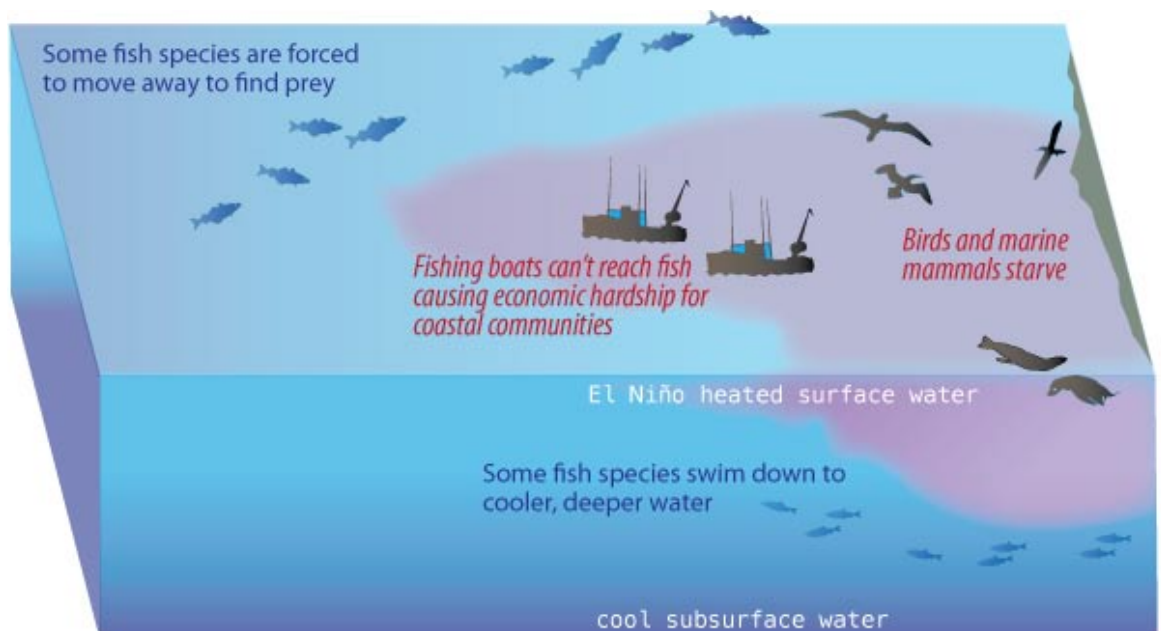 Some fish species are forced
to move away to find prey
Fishing boats can't reach fish
causing economic hardship for
coastal communities
Birds and marine
mammals starve
El Niño heated surface water
Some fish species swim down to
cooler, deeper water
cool subsurface water